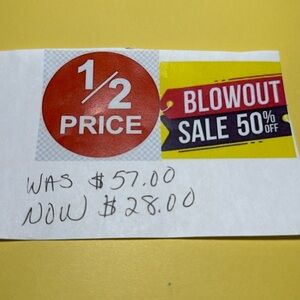 1/2
PRICE
BLOWOUT
SALE 50% OFF
WAS $57.00
NOW $28.00